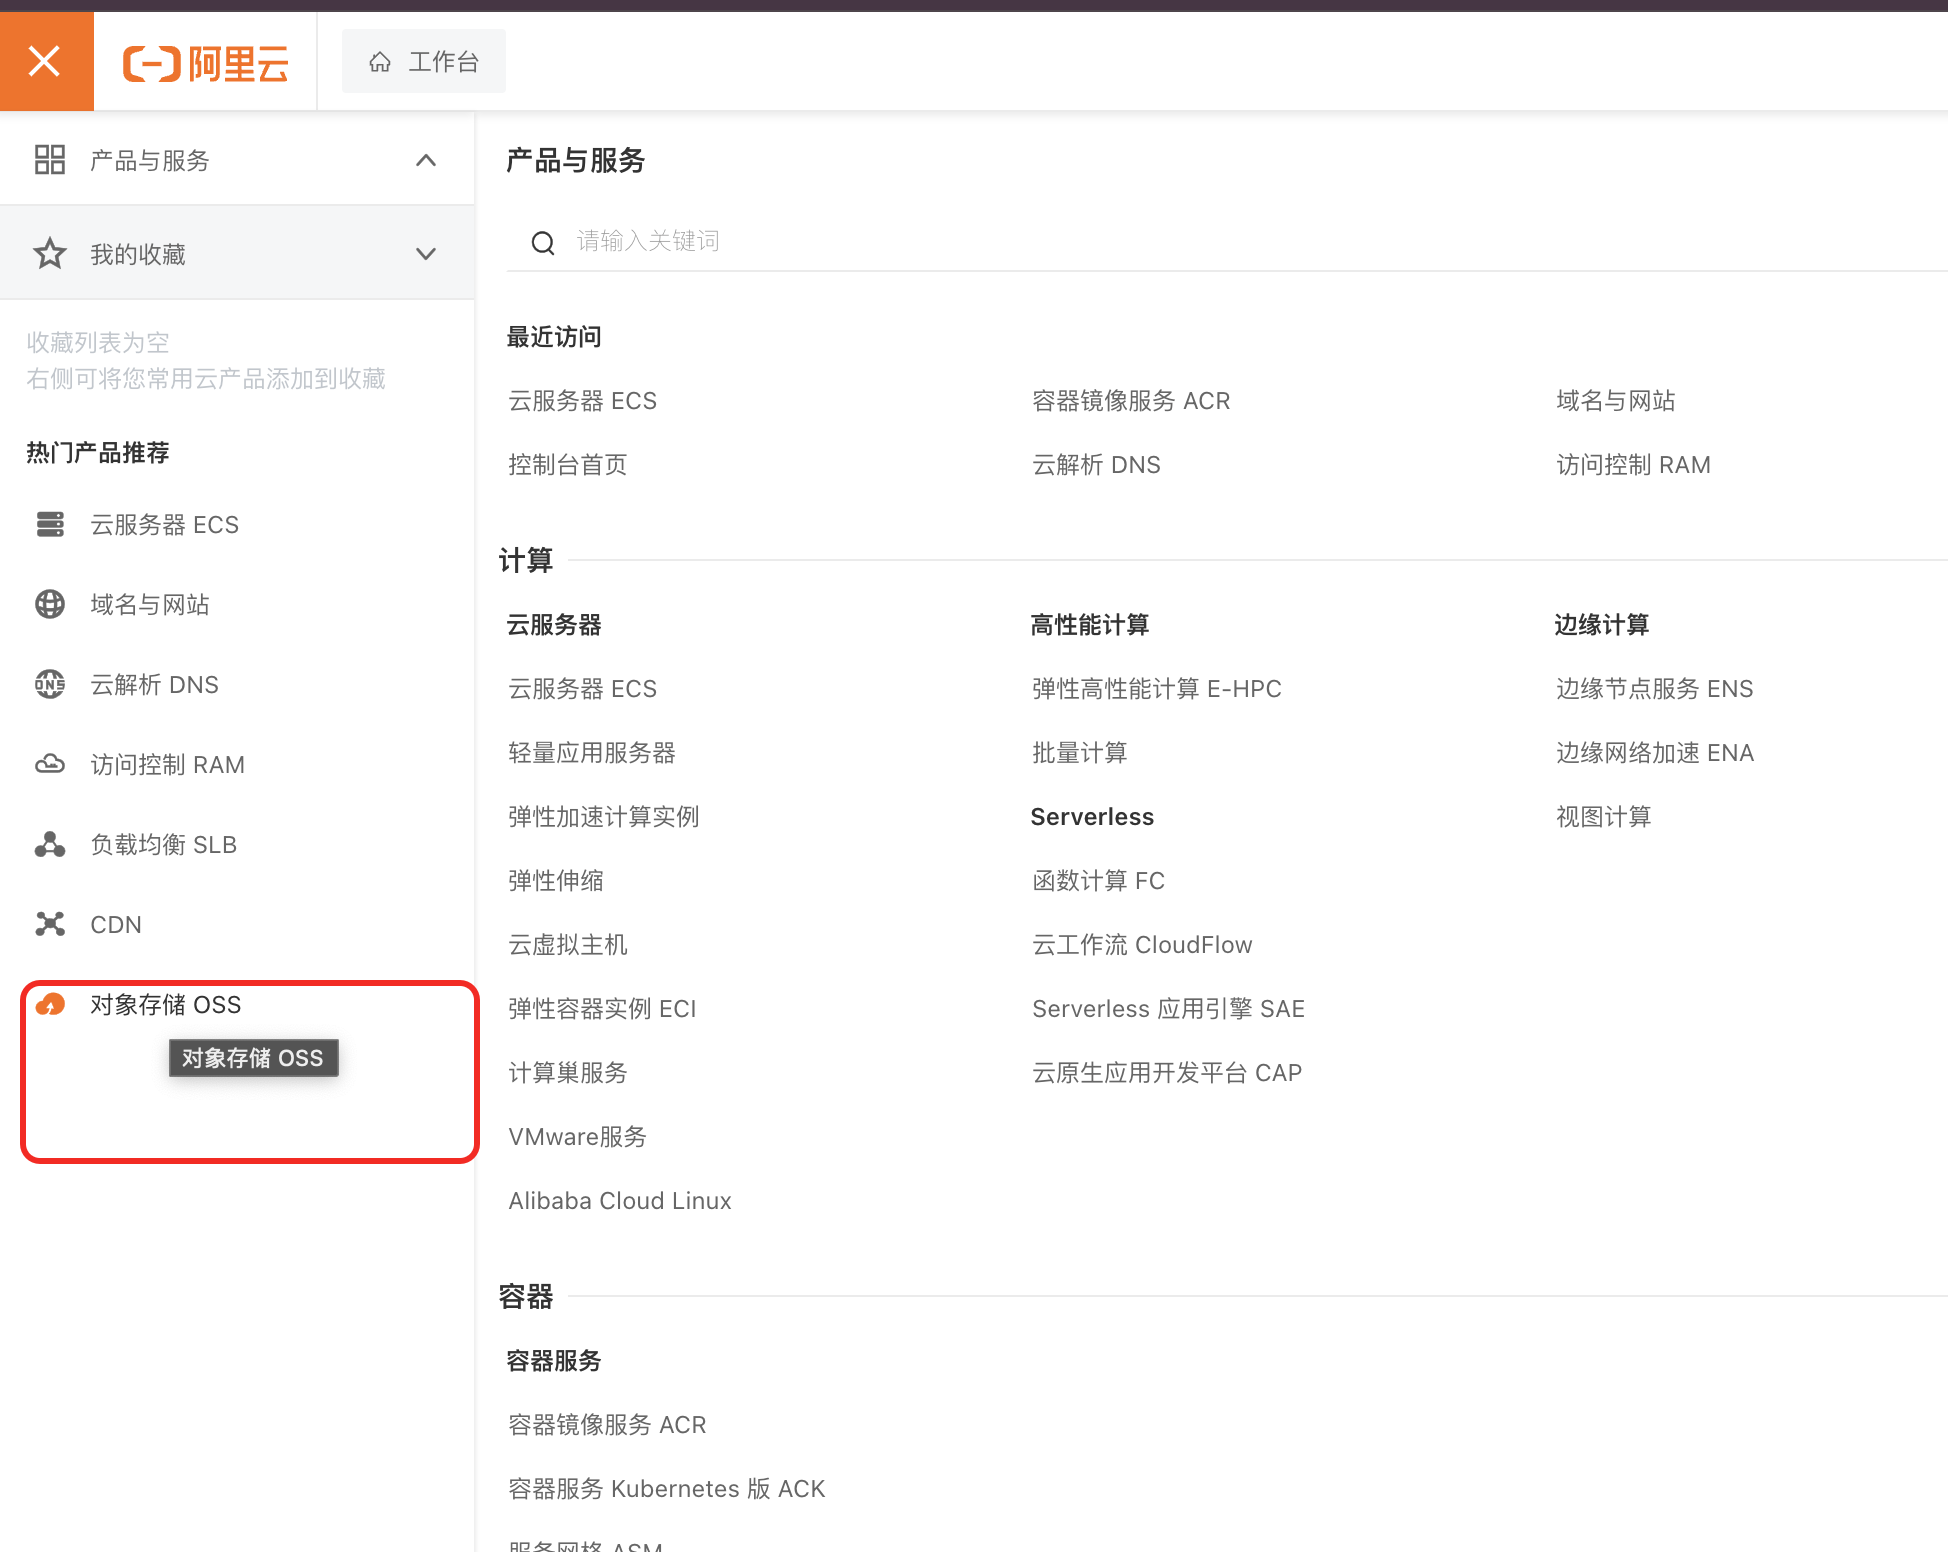 阿里云
工作台
产品与服务
我的收藏
收藏列表为空
右侧可将您常用云产品添加到收藏
热门产品推荐
云服务器 ECS
域名与网站
DNS
云解析 DNS
访问控制 RAM
负载均衡 SLB
CDN
对象存储 OSS
对象存储 OSS
产品与服务
请输入关键词
最近访问
云服务器 ECS
容器镜像服务 ACR
域名与网站
控制台首页
云解析 DNS
访问控制 RAM
计算
云服务器
云服务器 ECS
轻量应用服务器
弹性加速计算实例
弹性伸缩
云虚拟主机
弹性容器实例 ECI
计算巢服务
VMware服务
Alibaba Cloud Linux
高性能计算
弹性高性能计算 E-HPC
批量计算
Serverless
函数计算 FC
云工作流 CloudFlow
Serverless 应用引擎 SAE
云原生应用开发平台 CAP
边缘计算
边缘节点服务 ENS
边缘网络加速 ENA
视图计算
容器
容器服务
容器镜像服务 ACR
容器服务 Kubernetes 版 ACK
服务网格 ASM